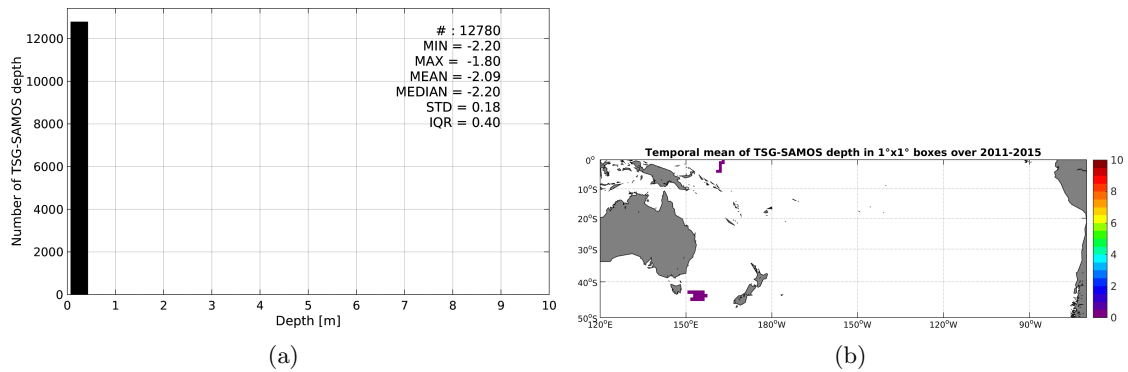 # : 12780
MIN = -2.20
MAX = -1.80
MEAN = -2.09
MEDIAN = -2.20
STD = 0.18
IQR = 0.40
12000
10000
8000
6000
4000
2000
0
Number of TSG-SAMOS depth
0 1 2 3 4 5 6 7 8 9 10
Depth [m]
(a)
Temporal mean of TSG-SAMOS depth in 1°x1° boxes over 2011-2015
0°
10°S
20°S
30°S
40°S
50°S
120°E 150°E 180°W 150°W 120°W 90°W
10
8
6
4
2
0
(b)